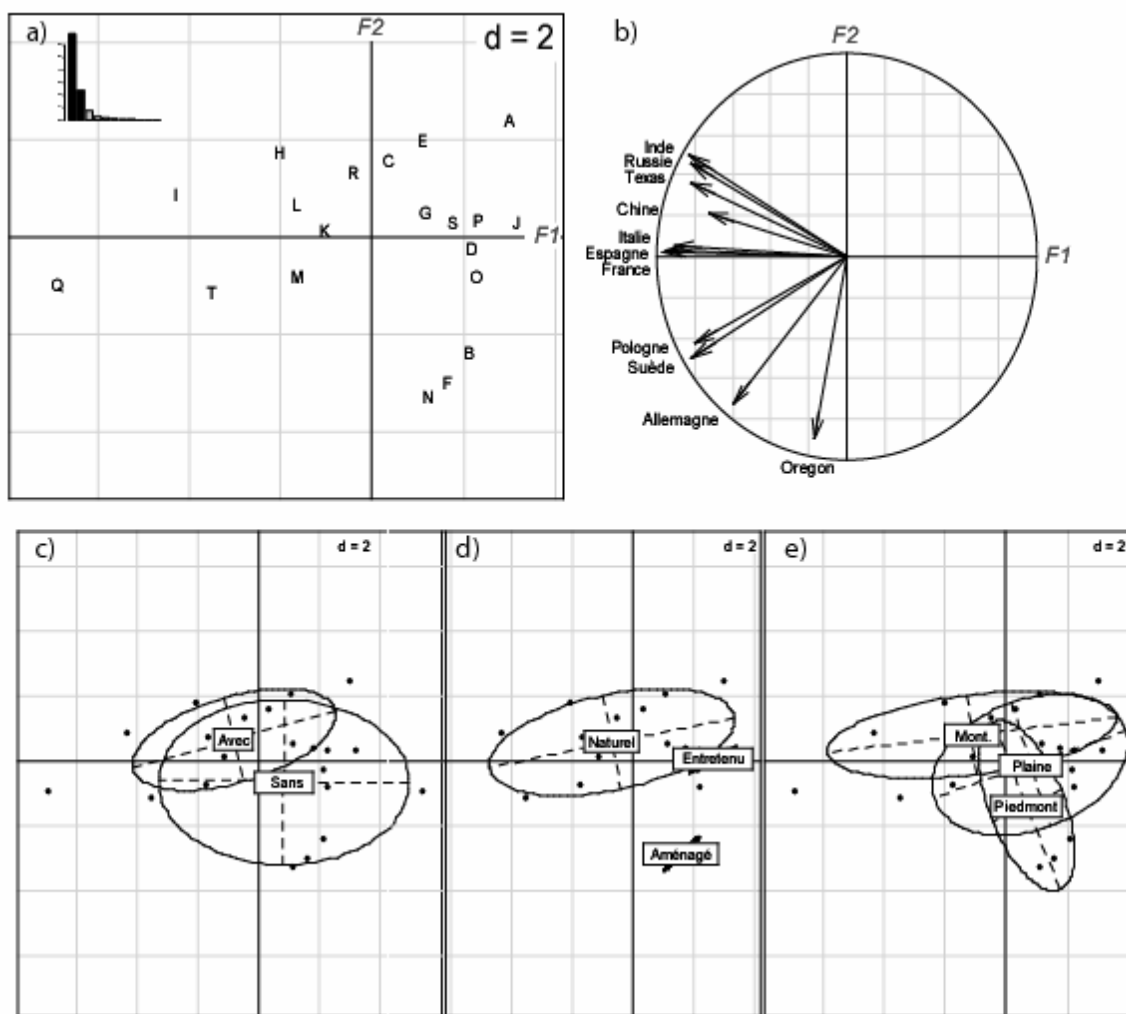 a)
F2
d = 2
A
E
H
C
R
I
L
G
S
P
J
K
F1
D
M
O
Q
T
B
F
N
b)
F2
Inde
Russie
Texas
Chine
Italie
Espagne
France
F1
Pologne
Suède
Allemagne
Oregon
c)
d = 2
Avec
Sans
d)
d = 2
Naturel
Entretenu
Aménagé
e)
d = 2
Mont.
Plaine
Piedmont